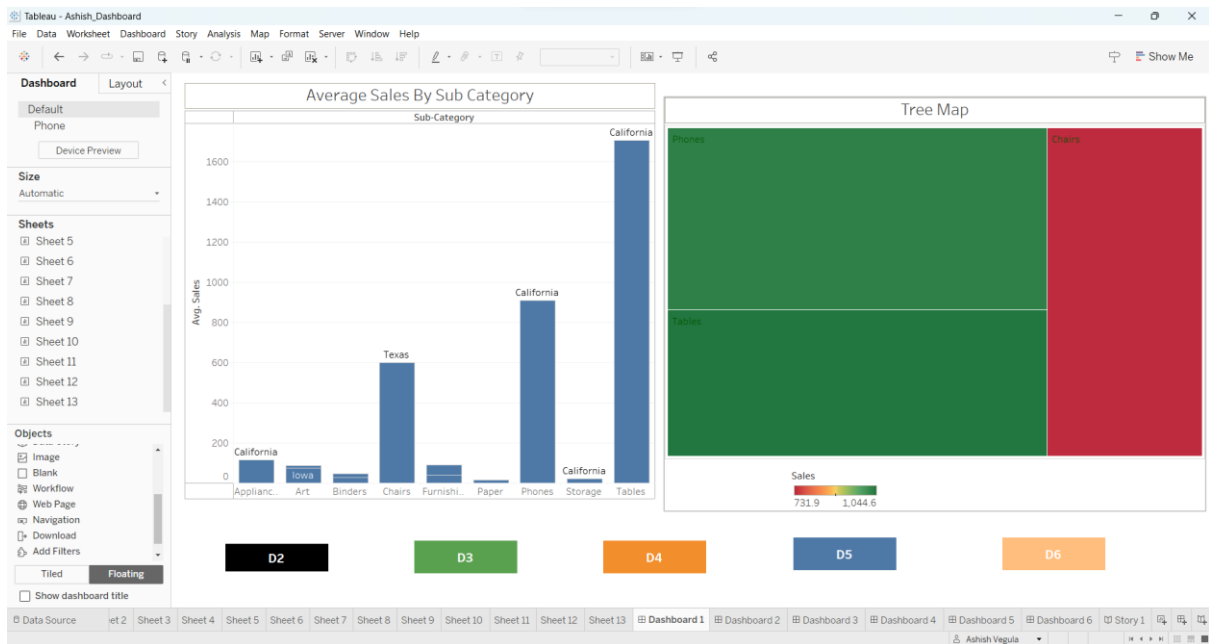 Tableau - Ashish_Dashboard
File Data Worksheet Dashboard Story Analysis Map Format Server Window Help
Show Me
Dashboard Layout
Default
Phone
Device Preview
Size
Automatic
Sheets
Sheet 5
Sheet 6
Sheet 7
Sheet 8
Sheet 9
Sheet 10
Sheet 11
Sheet 12
Sheet 13
Objects
Image
Blank
Workflow
Web Page
Navigation
Download
Add Filters
Tiled Floating
Show dashboard title
Average Sales By Sub Category
Sub-Category
California
1600
1400
1200
1000
California
Avg. Sales
800
Texas
600
400
200
California
California
Iowa
0
Applianc.. Art Binders Chairs Furnishi.. Paper Phones Storage Tables
Tree Map
Phones Chairs
Tables
Sales
731.9 1,044.6
D2 D3 D4 D5 D6
Data Source et 2 Sheet 3 Sheet 4 Sheet 5 Sheet 6 Sheet 7 Sheet 8 Sheet 9 Sheet 10 Sheet 11 Sheet 12 Sheet 13 Dashboard 1 Dashboard 2 Dashboard 3 Dashboard 4 Dashboard 5 Dashboard 6 Story 1
Ashish Vegula